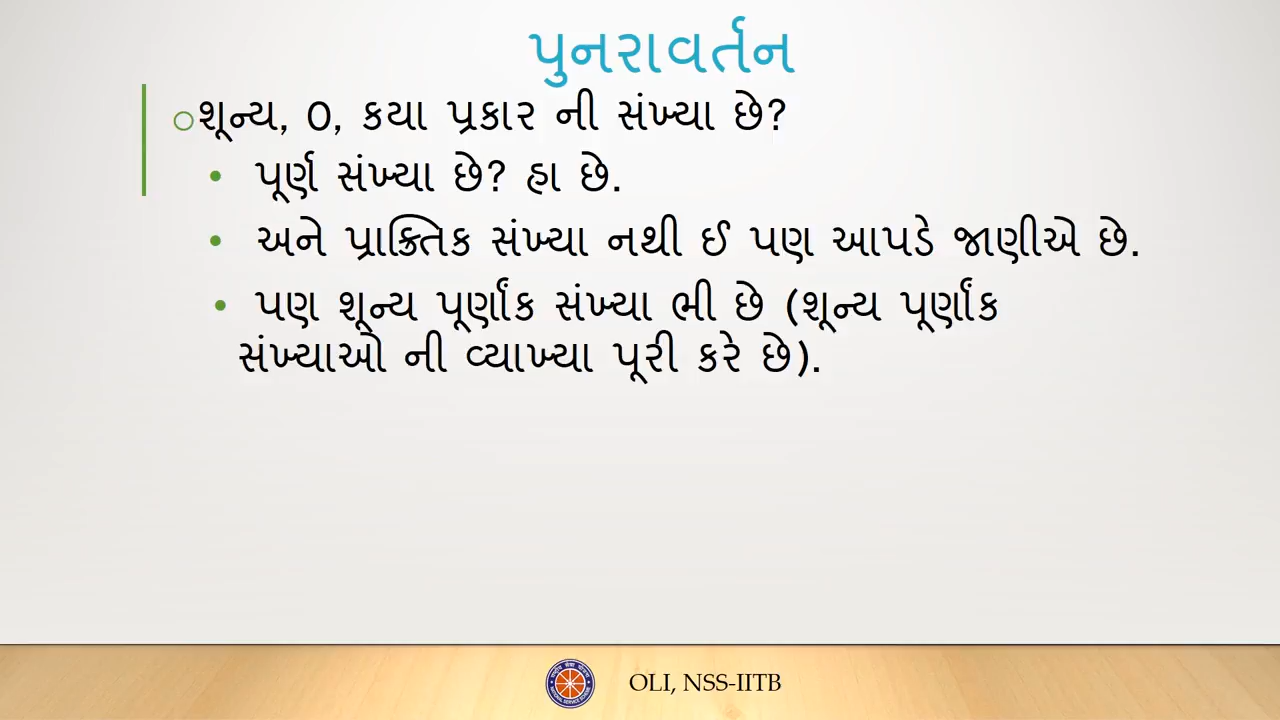 પુનરાવર્તન
શૂન્ય, 0, કયા પ્રકાર ની સંખ્યા છે?
• પૂર્ણ સંખ્યા છે? હા છે.
• અને પ્રાક્ર્તિક સંખ્યા નથી ઈ પણ આપડે જાણીએ છે.
• પણ શૂન્ય પૂર્ણાંક સંખ્યા ભી છે (શૂન્ય પૂર્ણાંક
સંખ્યાઓ ની વ્યાખ્યા પૂરી કરે છે).
OLI, NSS-IITB